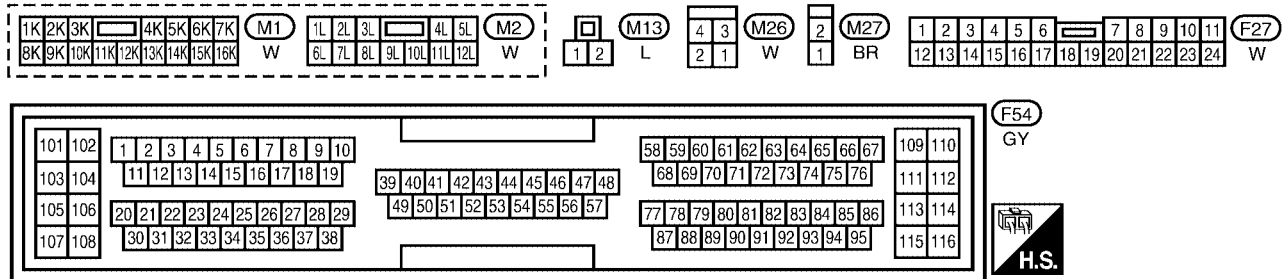 1K 2K 3K 4K 5K 6K 7K
8K 9K 10K 11K 12K 13K 14K 15K 16K
M1
W
1L 2L 3L 4L 5L
6L 7L 8L 9L 10L 11L 12L
M2
W
1 2
M13
L
4 3
2 1
M26
W
2
1
M27
BR
1 2 3 4 5 6 7 8 9 10 11
12 13 14 15 16 17 18 19 20 21 22 23 24
F27
W
101 102
103 104
105 106
107 108
1 2 3 4 5 6 7 8 9 10
11 12 13 14 15 16 17 18 19
20 21 22 23 24 25 26 27 28 29
30 31 32 33 34 35 36 37 38
39 40 41 42 43 44 45 46 47 48
49 50 51 52 53 54 55 56 57
58 59 60 61 62 63 64 65 66 67
68 69 70 71 72 73 74 75 76
77 78 79 80 81 82 83 84 85 86
87 88 89 90 91 92 93 94 95
109 110
111 112
113 114
115 116
F54
GY
H.S.